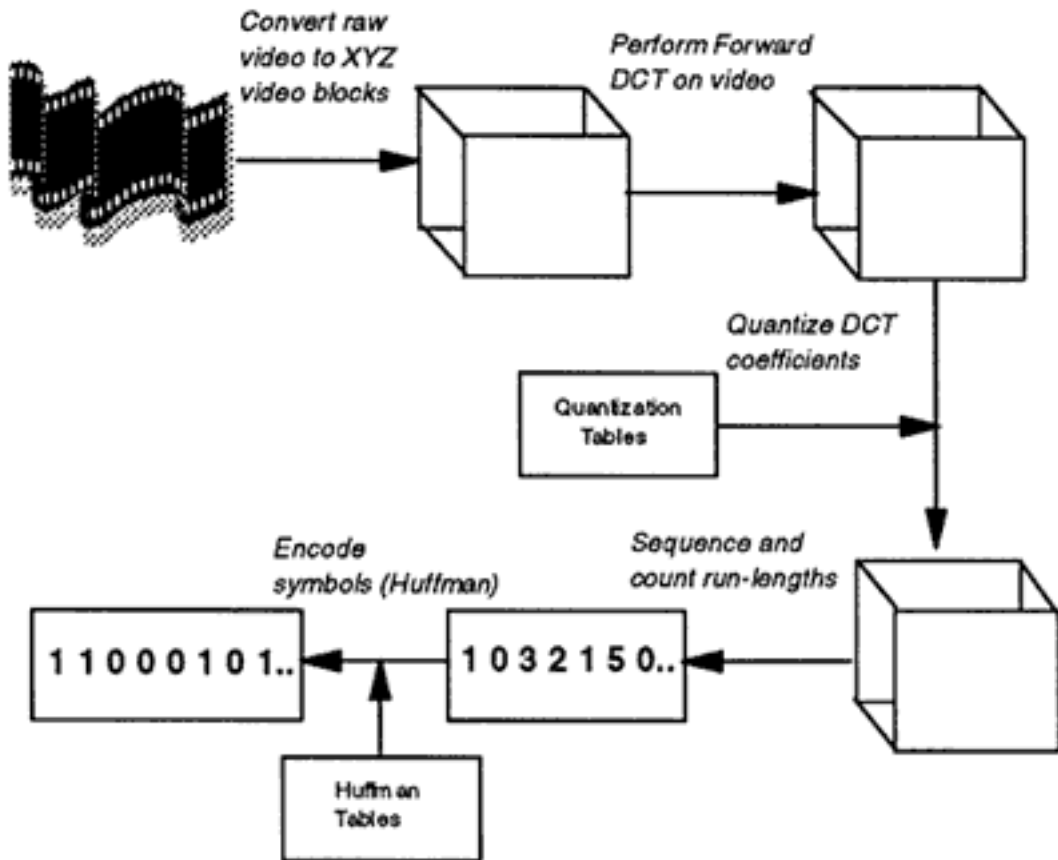 Convert raw
video to XYZ
video blocks
Perform Forward
DCT on video
Quantize DCT
coefficients
Quantization
Tables
Sequence and
count run-lengths
Encode
symbols (Huffman)
1 0 3 2 1 5 0..
1 1 0 0 0 1 0 1..
Huffman
Tables